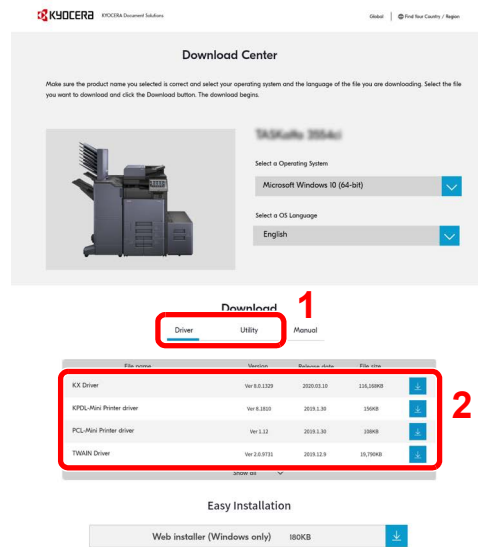 KYOCERA KYOCERA Document Solutions Global Find Your Country / Region
Download Center
Make sure the product name you selected is correct and select your operating system and the language of the file you are downloading. Select the file
you want to download and click the Download button. The download begins.
Select a Operating System
Microsoft Windows 10 (64-bit)
Select a OS Language
English
Download
1
Driver Utility Manual
File name Version Release date File size
KX Driver Ver 8.0.1329 2020.03.10 116,168KB
2
KPDL-Mini Printer driver Ver 8.1810 2019.1.30 156KB
PCL-Mini Printer driver Ver 1.12 2019.1.30 108KB
TWAIN Driver Ver 2.0.9731 2019.12.9 19,790KB
Show all
Easy Installation
Web installer (Windows only) 180KB